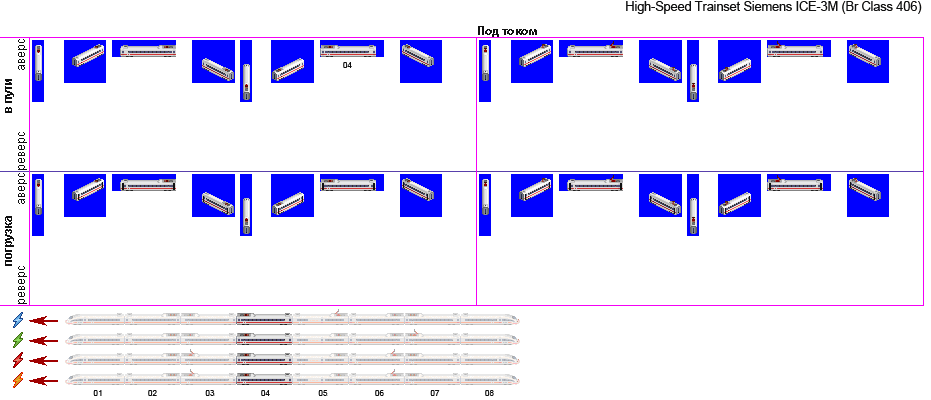 High-Speed Trainset Siemens ICE-3M (Br Class 406)
Под током
аверс
в пути
04
реверс
аверс
погрузка
реверс
01 02 03 04 05 06 07 08